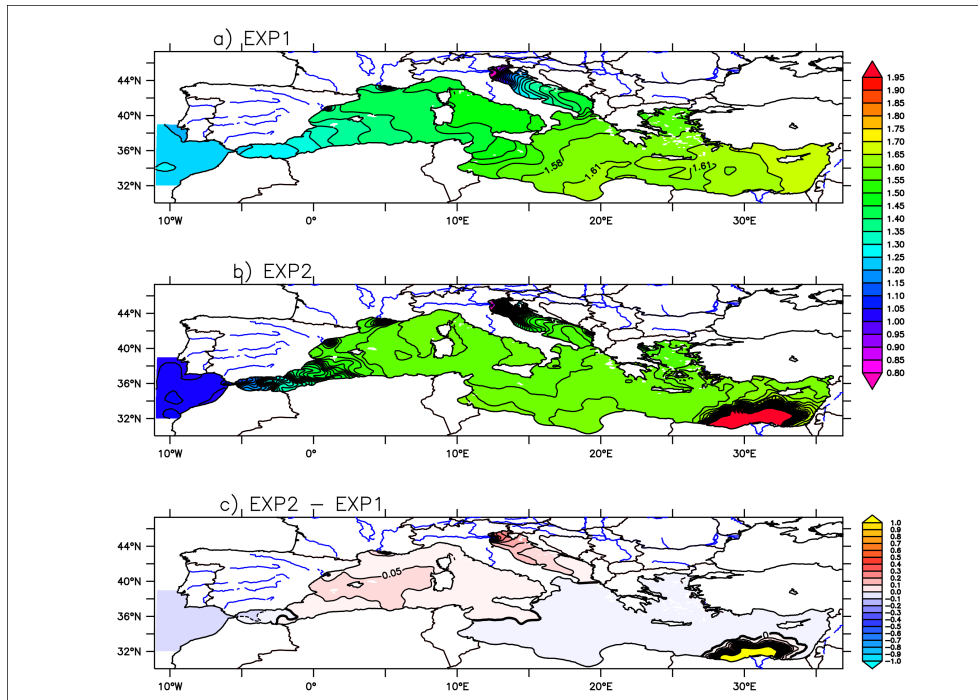 a) EXP1
44°N
40°N
36°N
32°N
1.58
1.61
1.61
10°W
0°
10°E
20°E
30°E
1.95
1.90
1.85
1.80
1.75
1.70
1.65
1.60
1.55
1.50
1.45
1.40
1.35
1.30
1.25
1.20
1.15
1.10
1.05
1.00
0.95
0.90
0.85
0.80
b) EXP2
44°N
40°N
36°N
32°N
10°W
0°
10°E
20°E
30°E
c) EXP2 – EXP1
44°N
40°N
36°N
32°N
0.05
0
10°W
0°
10°E
20°E
30°E
1.0
0.9
0.8
0.7
0.6
0.5
0.4
0.3
0.2
0.1
0.0
−0.1
−0.2
−0.3
−0.4
−0.5
−0.6
−0.7
−0.8
−0.9
−1.0